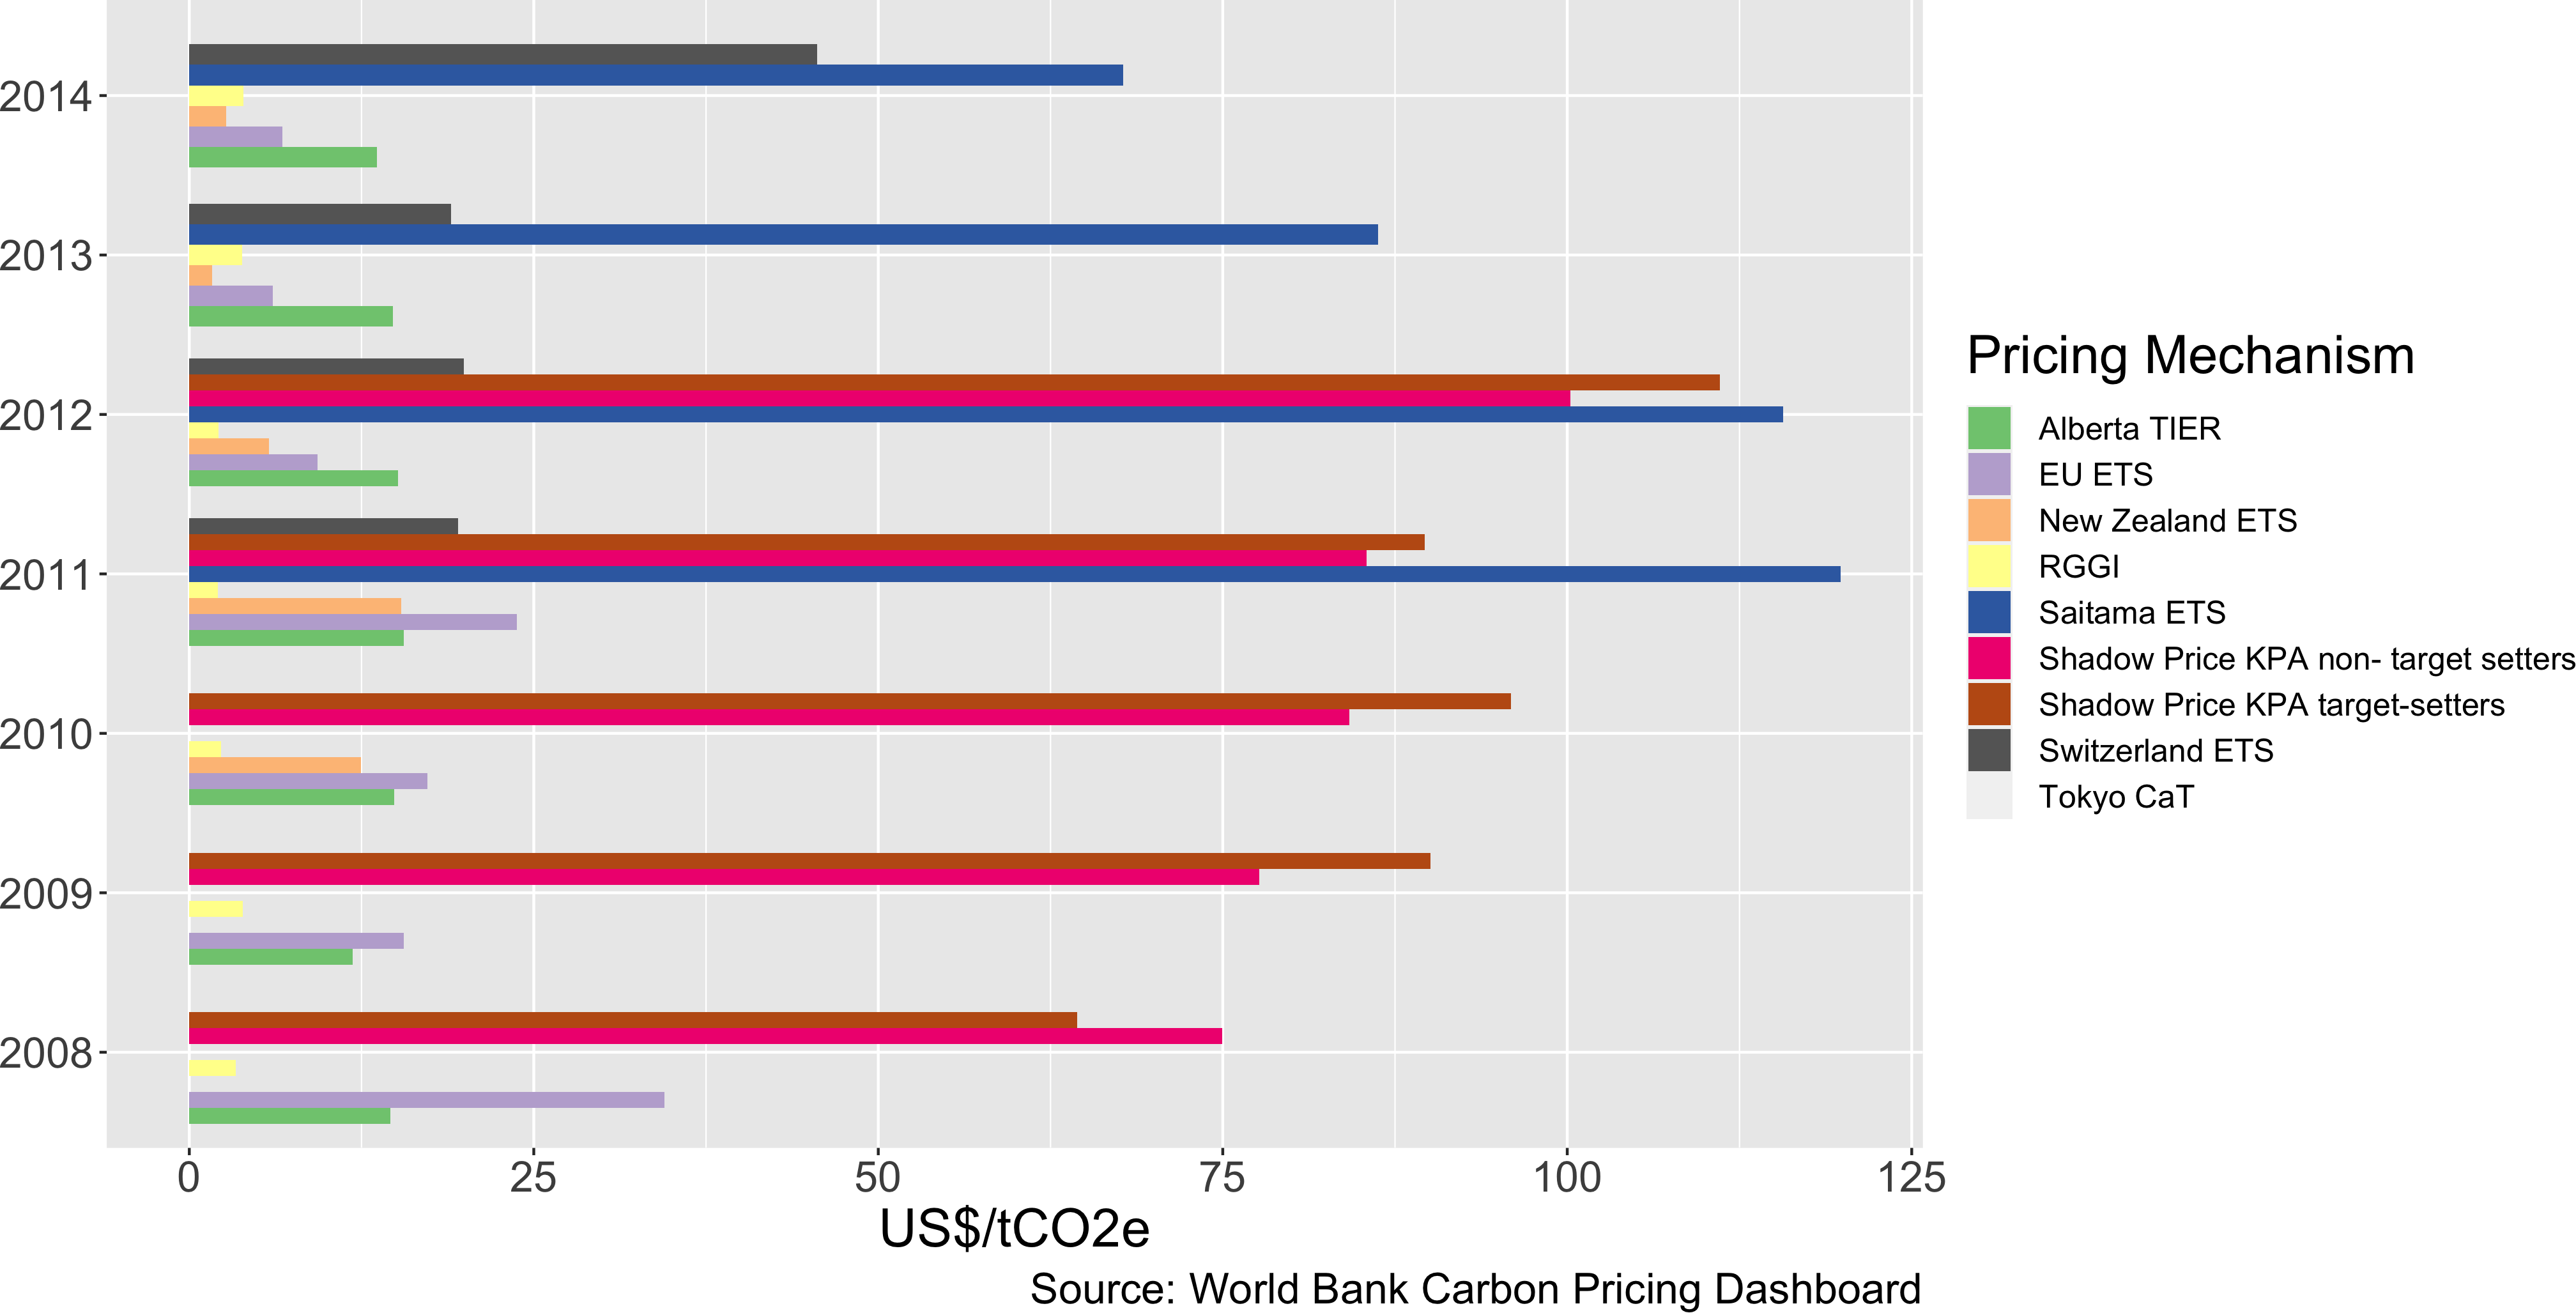 2014
2013
2012
2011
2010
2009
2008
0 25 50 75 100 125
US$/tCO2e
Source: World Bank Carbon Pricing Dashboard
Pricing Mechanism
Alberta TIER
EU ETS
New Zealand ETS
RGGI
Saitama ETS
Shadow Price KPA non- target setters
Shadow Price KPA target-setters
Switzerland ETS
Tokyo CaT